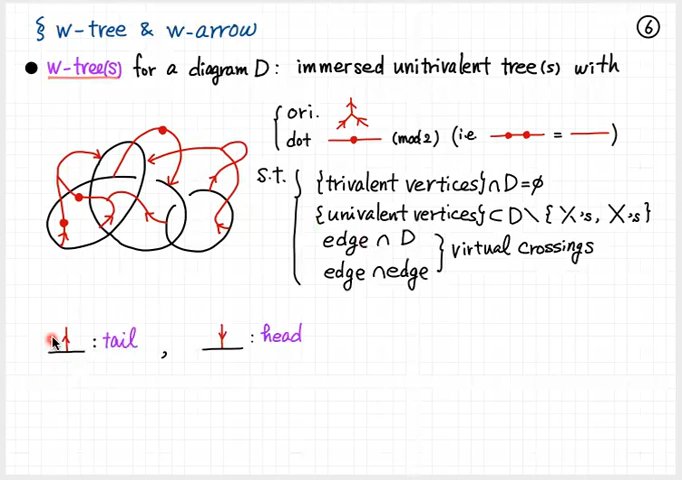 § w-tree & w-arrow
⑥
● w-tree(s) for a diagram D: immersed unitrivalent tree(s) with
ori.
dot (mod 2) (i.e = )
s.t. {trivalent vertices}∩D=φ
{univalent vertices}⊂D∖{X's, X's}
edge ∩ D
edge ∩ edge
virtual crossings
: tail , : head